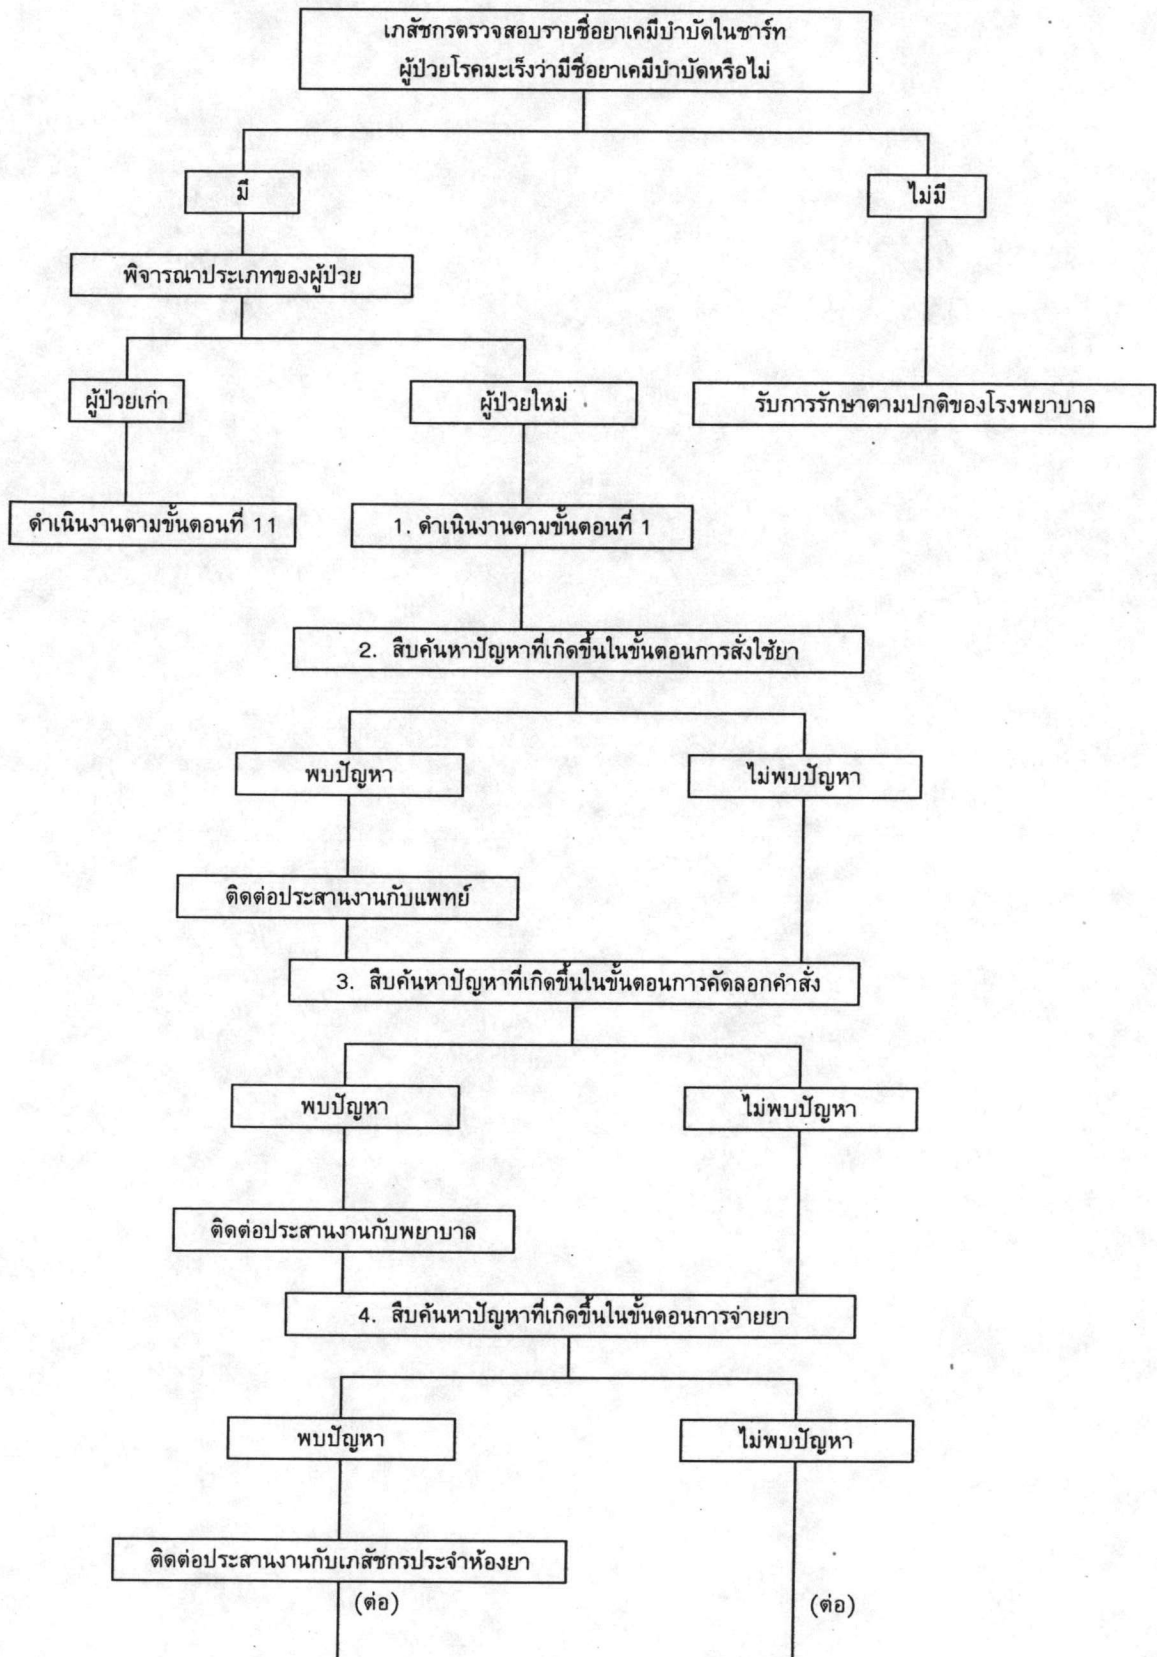 เภสัชกรตรวจสอบรายชื่อยาเคมีบำบัดในชาร์ท
ผู้ป่วยโรคมะเร็งว่ามีชื่อยาเคมีบำบัดหรือไม่
มี
ไม่มี
พิจารณาประเภทของผู้ป่วย
ผู้ป่วยเก่า
ผู้ป่วยใหม่
รับการรักษาตามปกติของโรงพยาบาล
ดำเนินงานตามขั้นตอนที่ 11
1. ดำเนินงานตามขั้นตอนที่ 1
2. สืบค้นหาปัญหาที่เกิดขึ้นในขั้นตอนการสั่งใช้ยา
พบปัญหา
ไม่พบปัญหา
ติดต่อประสานงานกับแพทย์
3. สืบค้นหาปัญหาที่เกิดขึ้นในขั้นตอนการคัดลอกคำสั่ง
พบปัญหา
ไม่พบปัญหา
ติดต่อประสานงานกับพยาบาล
4. สืบค้นหาปัญหาที่เกิดขึ้นในขั้นตอนการจ่ายยา
พบปัญหา
ไม่พบปัญหา
ติดต่อประสานงานกับเภสัชกรประจำห้องยา
(ต่อ)
(ต่อ)